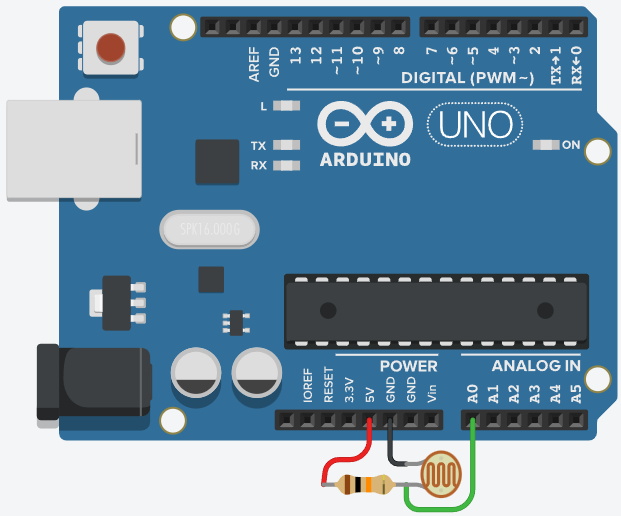 AREF
GND
13
12
~11
~10
~9
8
7
~6
~5
4
~3
2
TX→1
RX←0
DIGITAL (PWM~)
L
TX
RX
ARDUINO
UNO
ON
SPK16.000G
POWER
ANALOG IN
IOREF
RESET
3.3V
5V
GND
GND
Vin
A0
A1
A2
A3
A4
A5